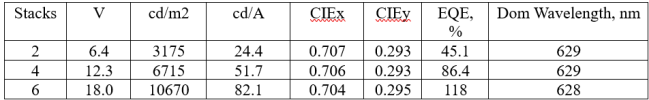 Stacks V cd/m2 cd/A CIEx CIEy EQE, % Dom Wavelength, nm
2 6.4 3175 24.4 0.707 0.293 45.1 629
4 12.3 6715 51.7 0.706 0.293 86.4 629
6 18.0 10670 82.1 0.704 0.295 118 628